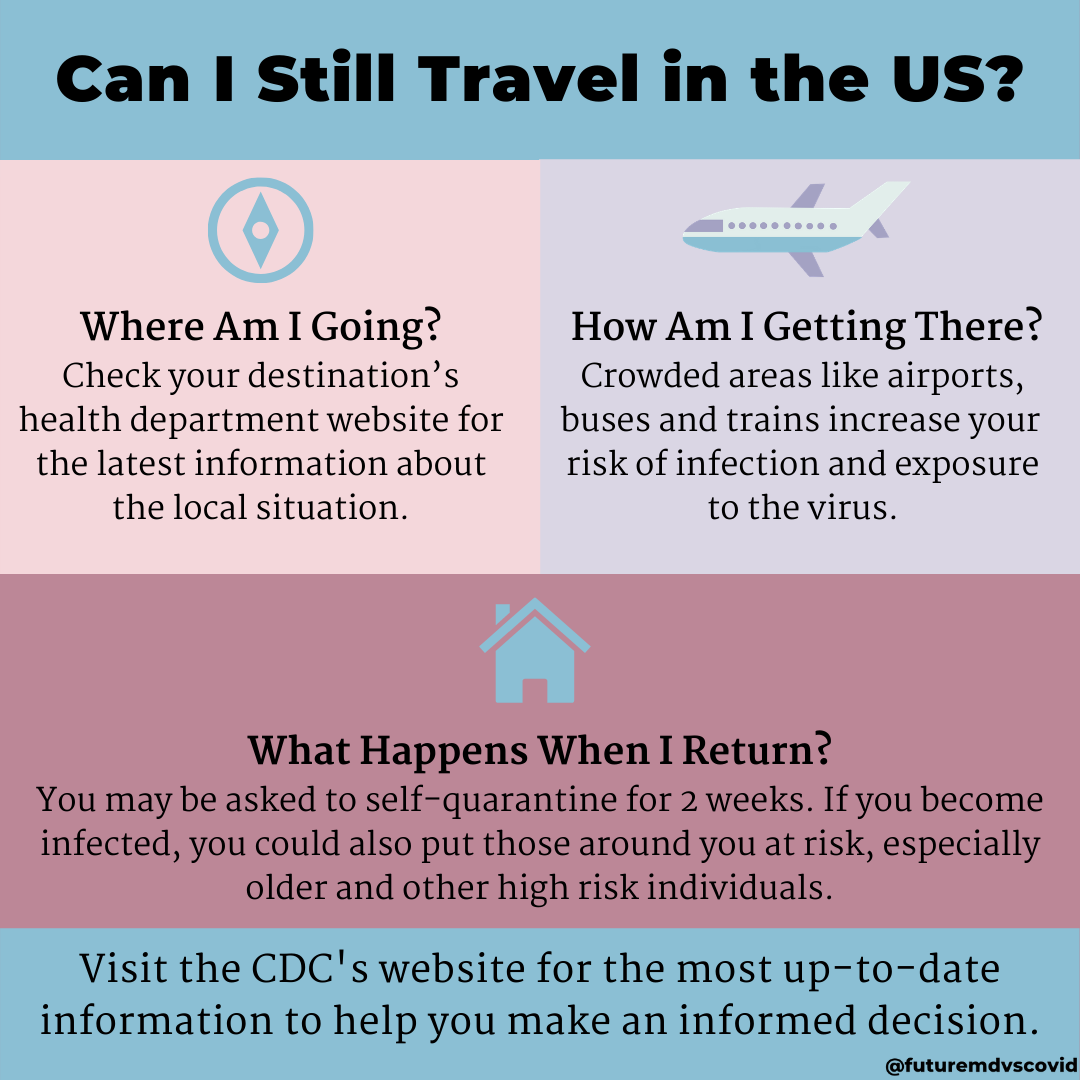 Can I Still Travel in the US?
Where Am I Going?
Check your destination’s
health department website for
the latest information about
the local situation.
How Am I Getting There?
Crowded areas like airports,
buses and trains increase your
risk of infection and exposure
to the virus.
What Happens When I Return?
You may be asked to self-quarantine for 2 weeks. If you become
infected, you could also put those around you at risk, especially
older and other high risk individuals.
Visit the CDC's website for the most up-to-date
information to help you make an informed decision.
@futuremdvscovid